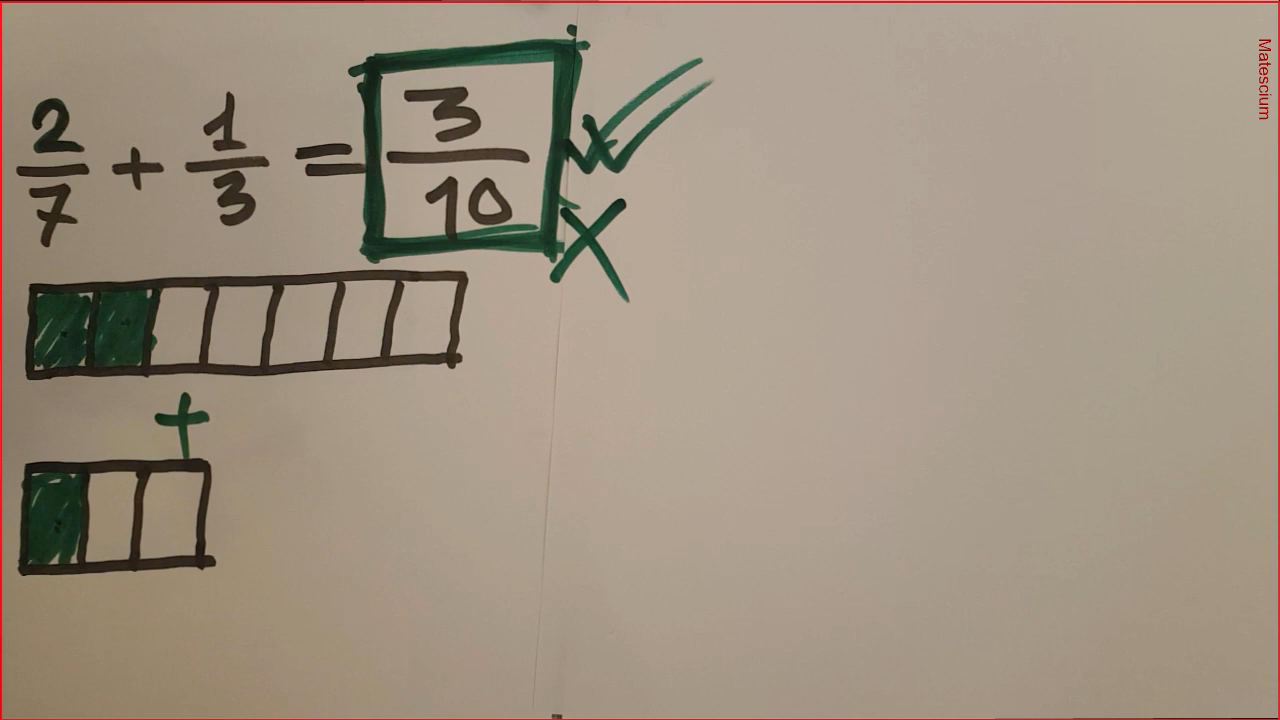 2/7 + 1/3 = 3/10
X
+
Matescium